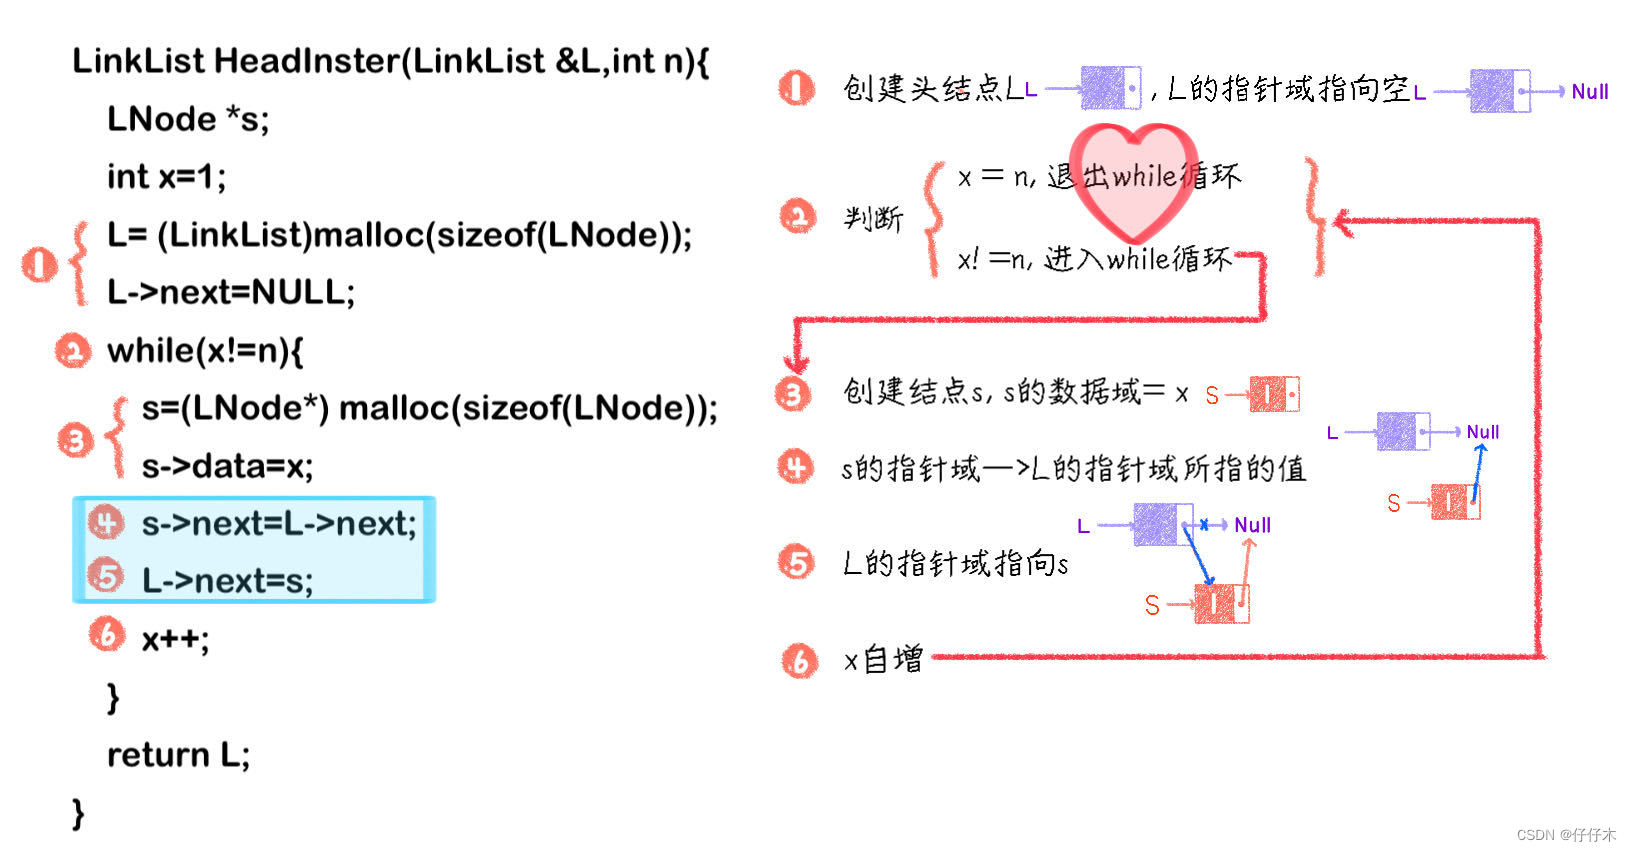 LinkList HeadInster(LinkList &L,int n){
LNode *s;
int x=1;
1 L= (LinkList)malloc(sizeof(LNode));
L->next=NULL;
2 while(x!=n){
3 s=(LNode*) malloc(sizeof(LNode));
s->data=x;
4 s->next=L->next;
5 L->next=s;
6 x++;
}
return L;
}
1 创建头结点L L , L的指针域指向空 L Null
2 判断
x = n, 退出while循环
x! =n, 进入while循环
3 创建结点s, s的数据域= x S 1
L Null
4 s的指针域—>L的指针域所指的值
S 1
L x Null
5 L的指针域指向s
S 1
6 x自增
CSDN @仔仔木